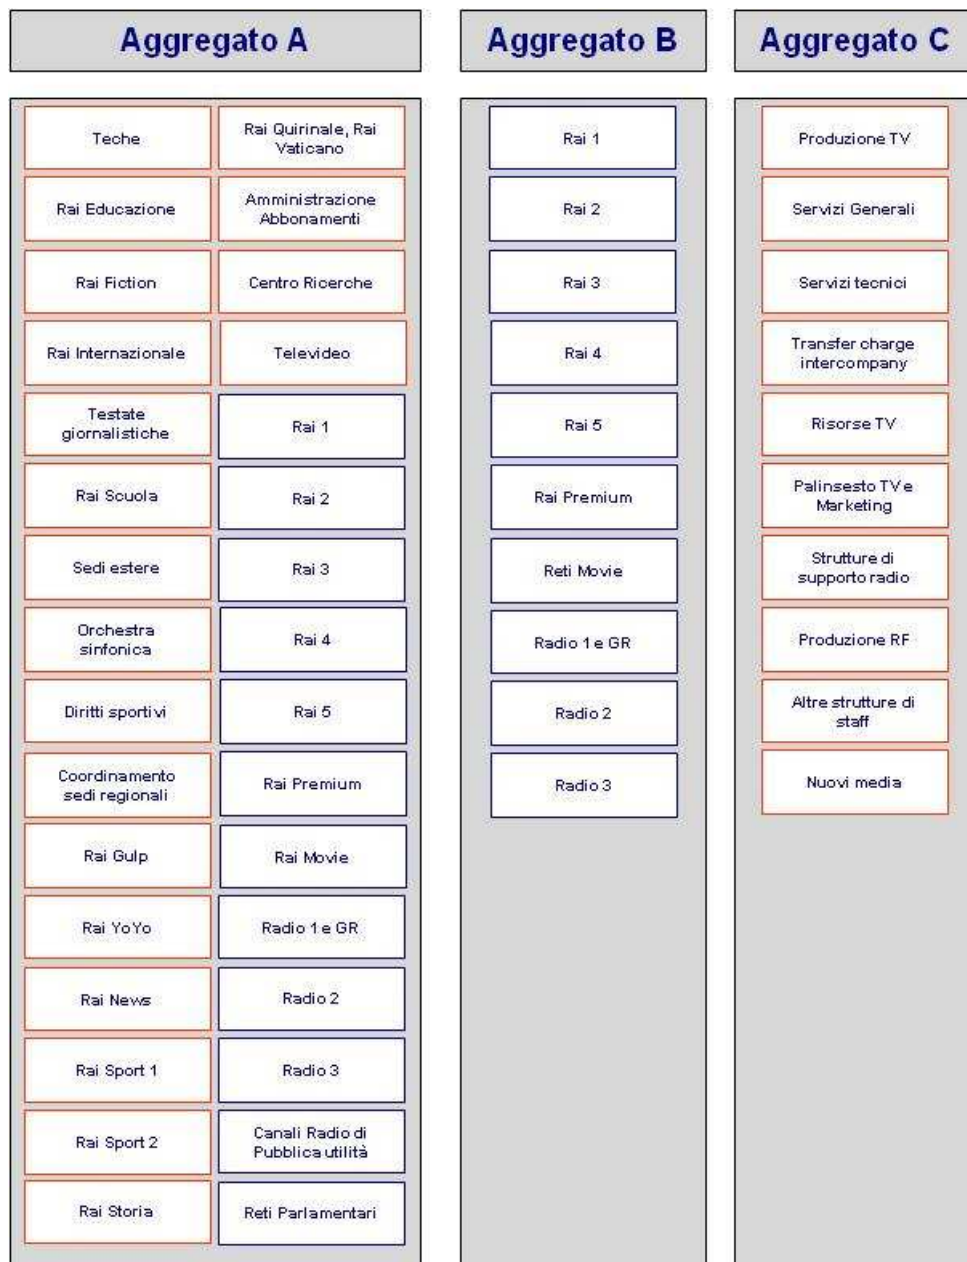 Aggregato A
Teche
Rai Educazione
Rai Fiction
Rai Internazionale
Testate
giornalistiche
Rai Scuola
Sedi estere
Orchestra
sinfonica
Diritti sportivi
Coordinamento
sedi regionali
Rai Gulp
Rai YoYo
Rai News
Rai Sport 1
Rai Sport 2
Rai Storia
Rai Quirinale, Rai
Vaticano
Amministrazione
Abbonamenti
Centro Ricerche
Televideo
Rai 1
Rai 2
Rai 3
Rai 4
Rai 5
Rai Premium
Rai Movie
Radio 1 e GR
Radio 2
Radio 3
Canali Radio di
Pubblica utilità
Reti Parlamentari
Aggregato B
Rai 1
Rai 2
Rai 3
Rai 4
Rai 5
Rai Premium
Reti Movie
Radio 1 e GR
Radio 2
Radio 3
Aggregato C
Produzione TV
Servizi Generali
Servizi tecnici
Transfer charge
intercompany
Risorse TV
Palinsesto TV e
Marketing
Strutture di
supporto radio
Produzione RF
Altre strutture di
staff
Nuovi media